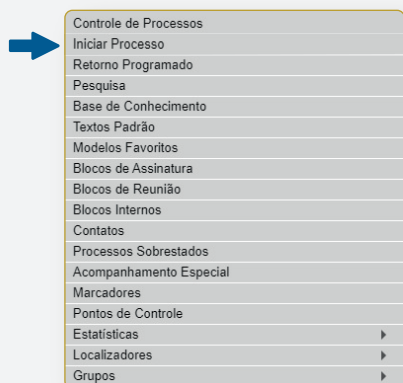 Controle de Processos
Iniciar Processo
Retorno Programado
Pesquisa
Base de Conhecimento
Textos Padrão
Modelos Favoritos
Blocos de Assinatura
Blocos de Reunião
Blocos Internos
Contatos
Processos Sobrestados
Acompanhamento Especial
Marcadores
Pontos de Controle
Estatísticas
Localizadores
Grupos